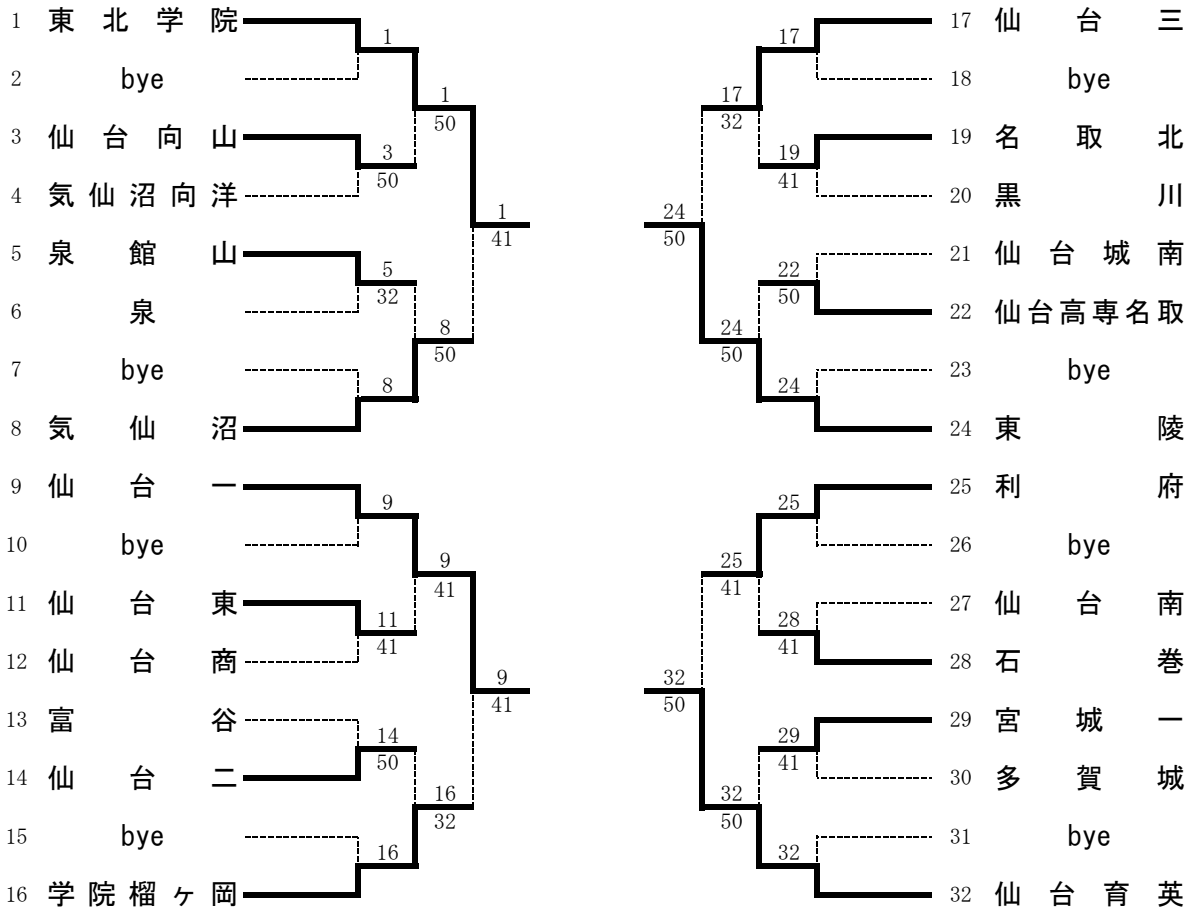 1 東北学院
1
2 bye
1
50
3 仙台向山
3
50
4 気仙沼向洋
1
41
5 泉館山
5
32
6 泉
8
50
7 bye
8
8 気仙沼
9 仙台一
9
10 bye
9
41
11 仙台東
11
41
12 仙台商
9
41
13 富谷
14
50
14 仙台二
16
32
15 bye
16
16 学院榴ヶ岡
17 仙台三
17
18 bye
17
32
19 名取北
19
41
20 黒川
24
50
21 仙台城南
22
50
22 仙台高専名取
24
50
23 bye
24
24 東陵
25 利府
25
26 bye
25
41
27 仙台南
28
41
28 石巻
32
50
29 宮城一
29
41
30 多賀城
32
50
31 bye
32
32 仙台育英